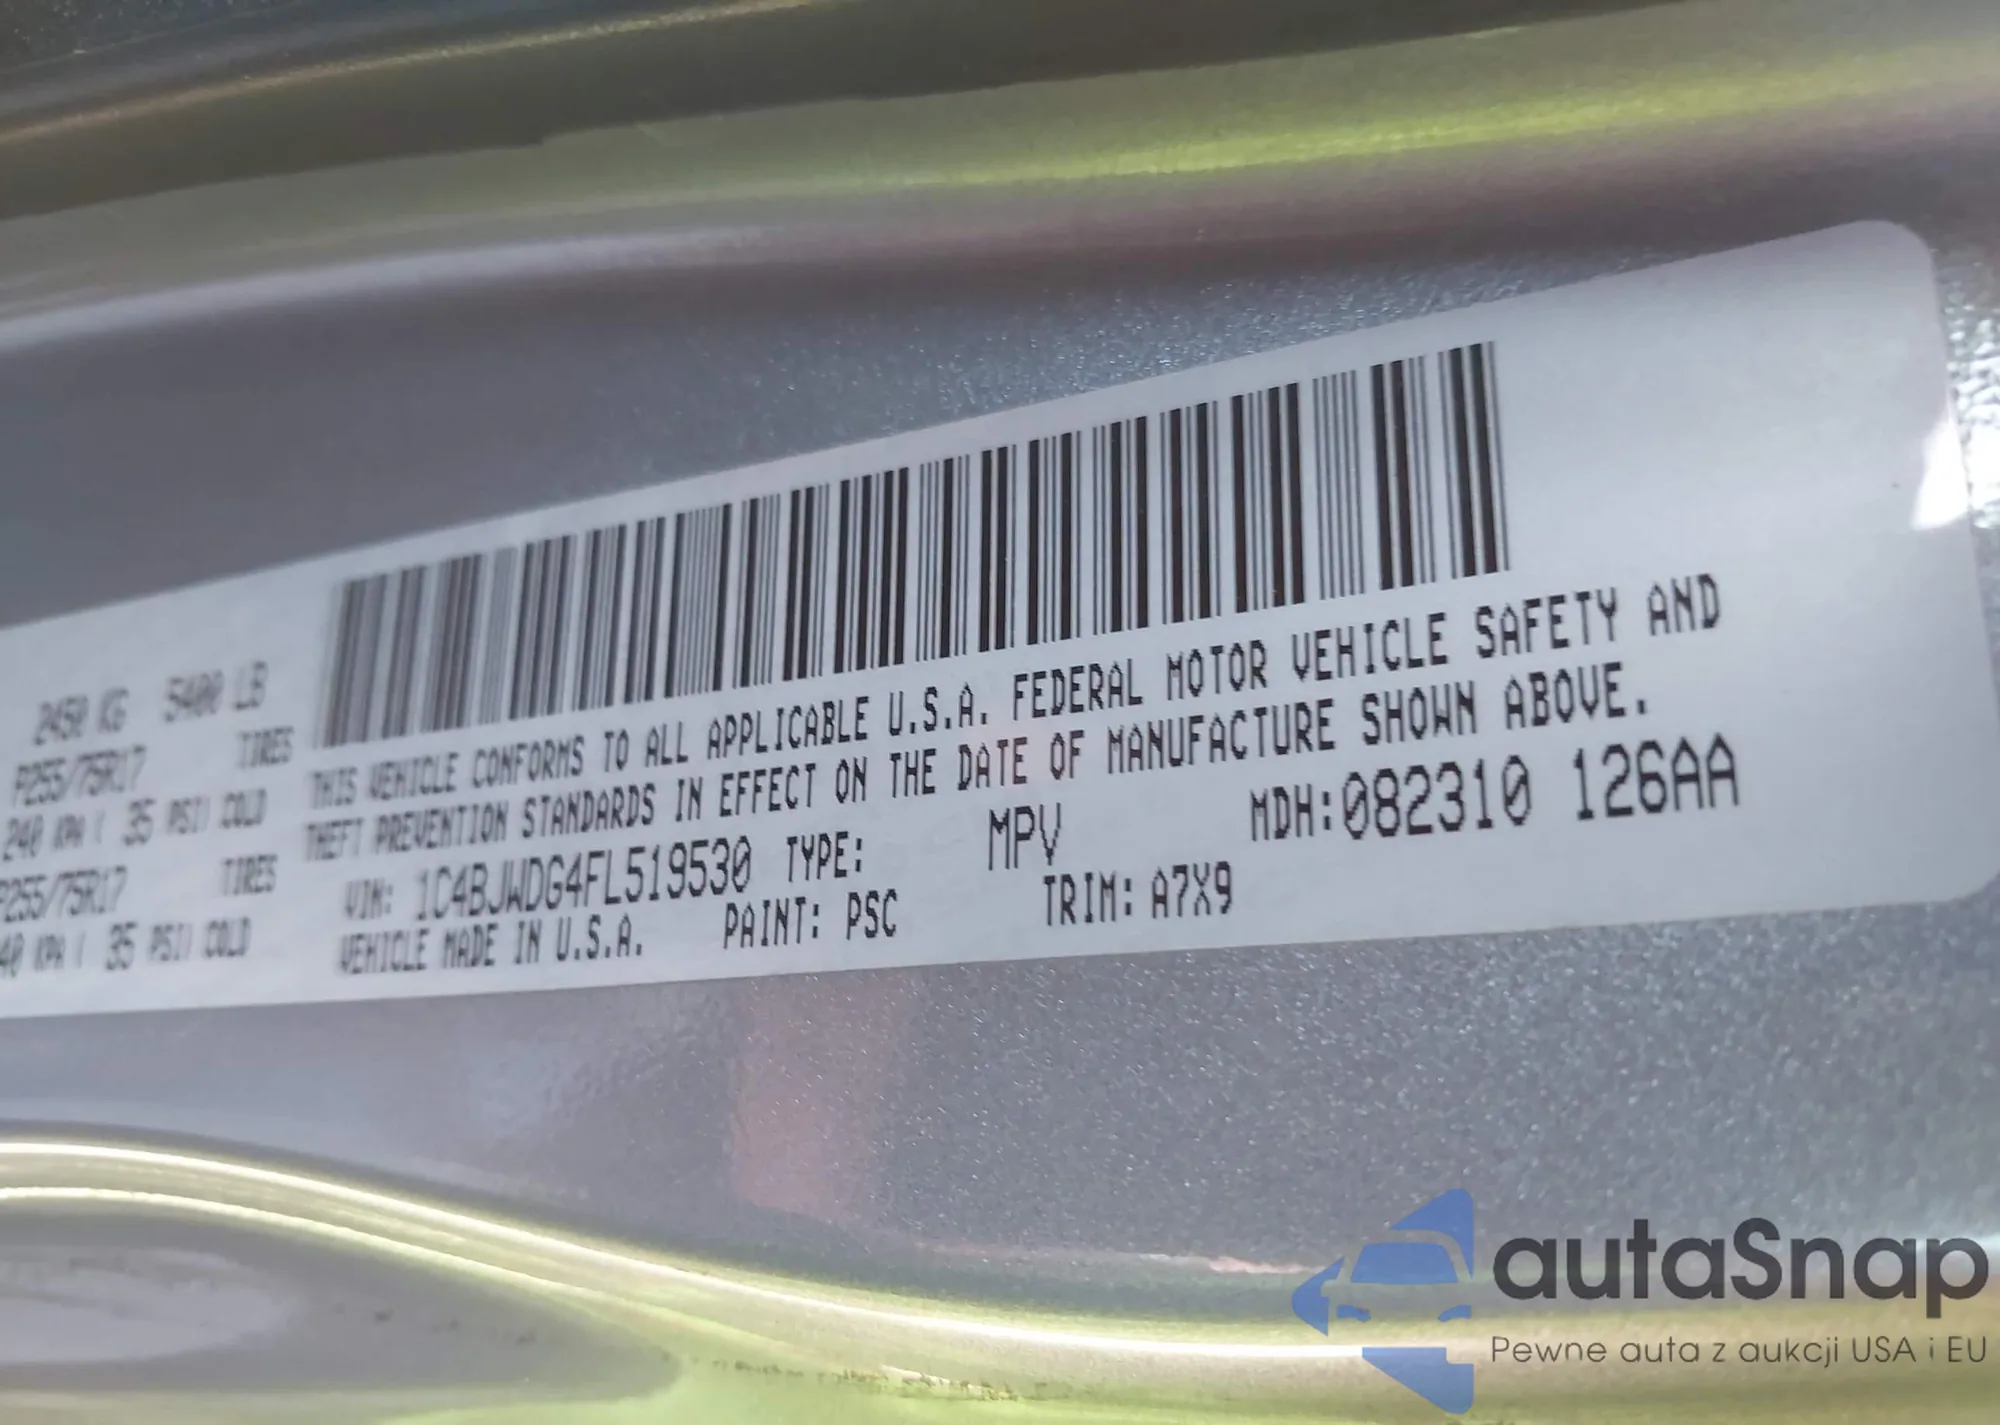 2450 KG 5400 LB
P255/75R17 TIRES
240 KPA ( 35 PSI) COLD
P255/75R17 TIRES
40 KPA ( 35 PSI) COLD
THIS VEHICLE CONFORMS TO ALL APPLICABLE U.S.A. FEDERAL MOTOR VEHICLE SAFETY AND
THEFT PREVENTION STANDARDS IN EFFECT ON THE DATE OF MANUFACTURE SHOWN ABOVE.
VIN: 1C4BJWDG4FL519530 TYPE: MPV MDH:082310 126AA
VEHICLE MADE IN U.S.A. PAINT: PSC TRIM: A7X9
autaSnap
Pewne auta z aukcji USA i EU